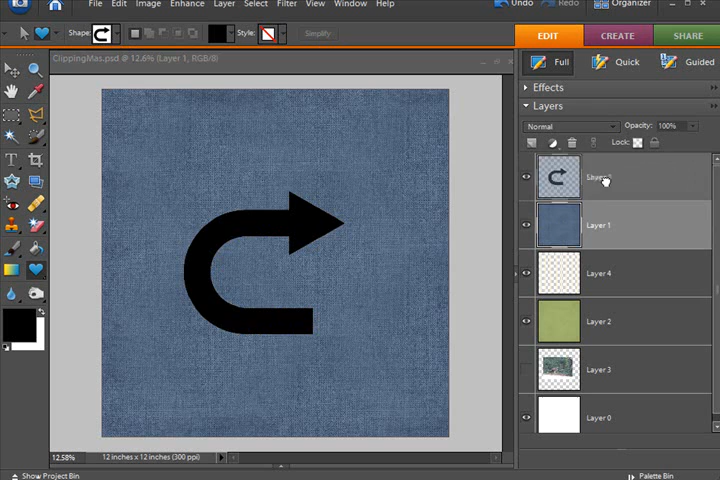 File Edit Image Enhance Layer Select Filter View Window Help
Undo Redo Organizer
Shape: Style: Simplify
EDIT CREATE SHARE
ClippingMas.psd @ 12.6% (Layer 1, RGB/8)
Full Quick Guided
Effects
Layers
Normal Opacity: 100%
Lock:
Layer 1
Layer 4
Layer 2
Layer 3
Layer 0
12.58% 12 inches x 12 inches (300 ppi)
Show Project Bin Palette Bin